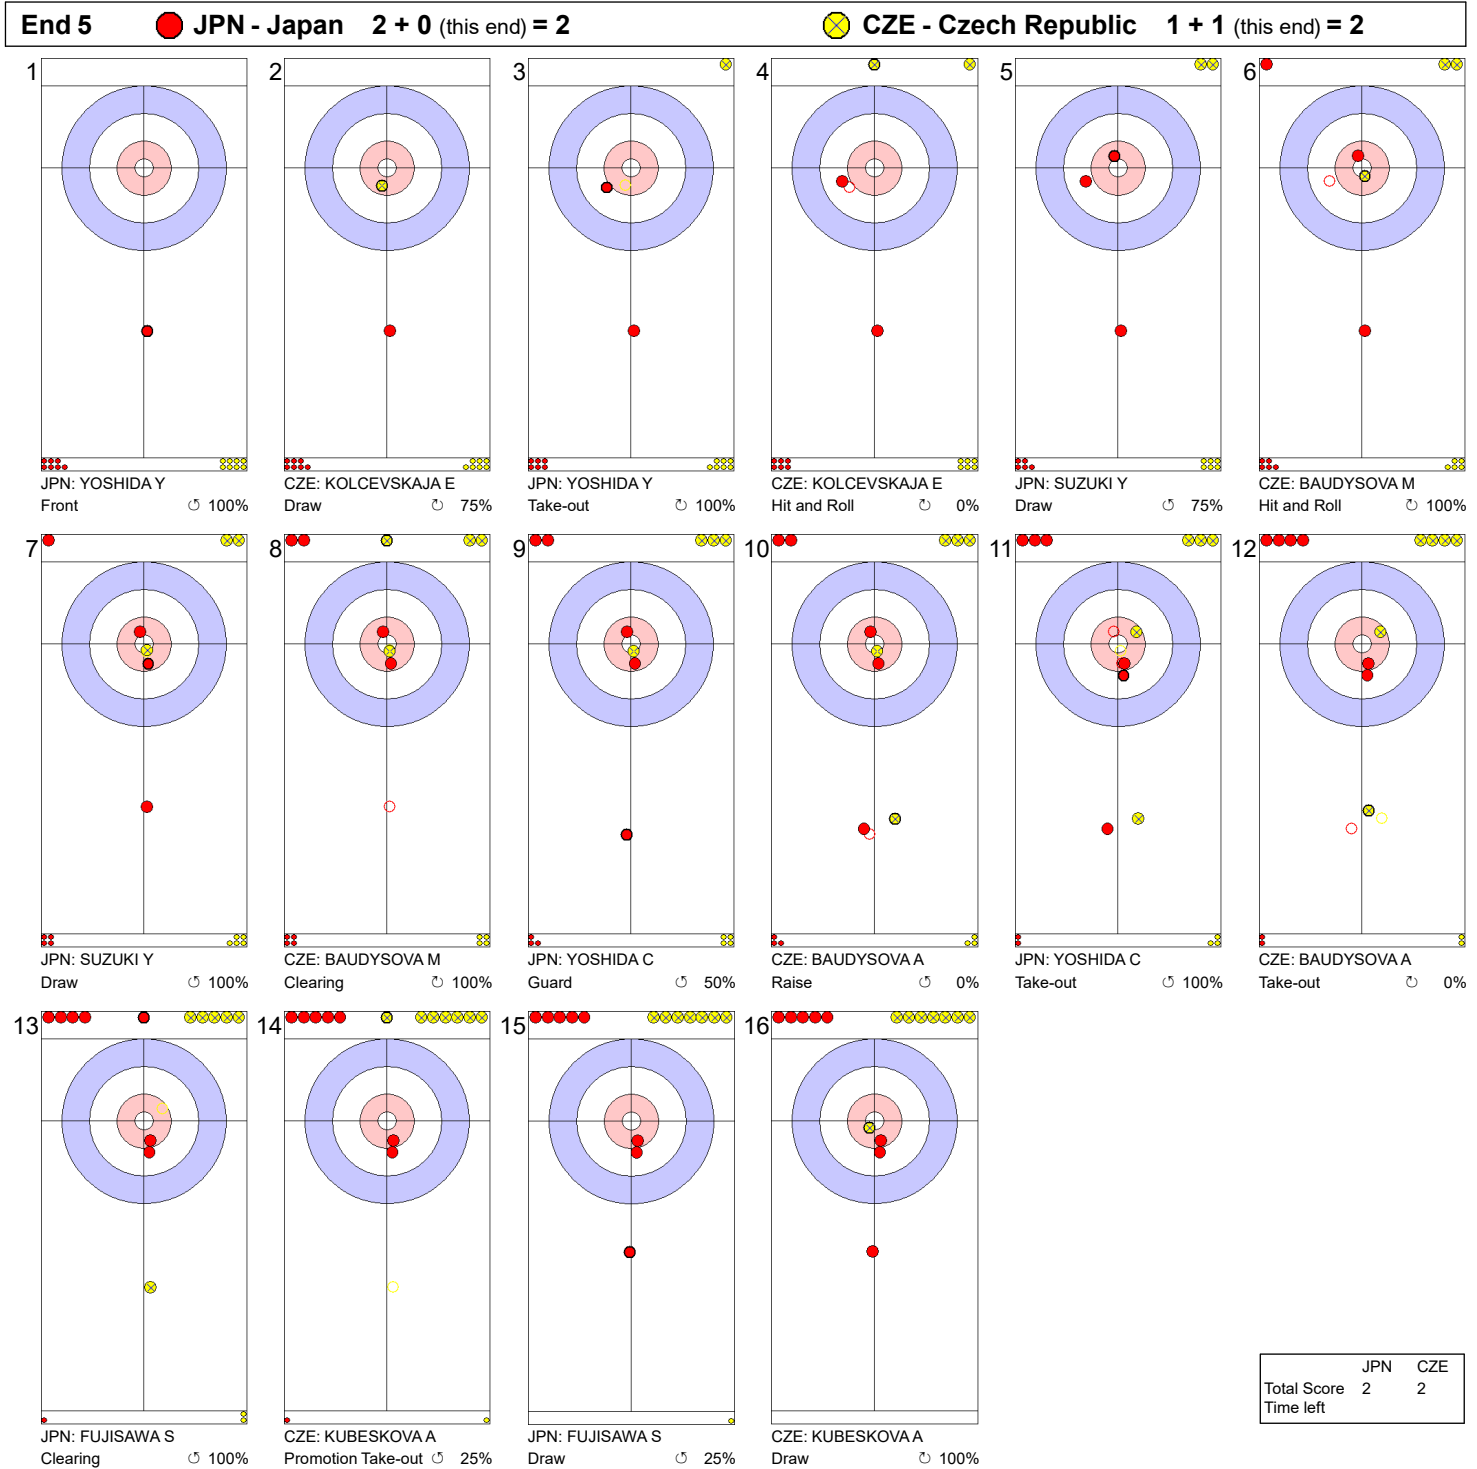 End 5 JPN - Japan 2 + 0 (this end) = 2 CZE - Czech Republic 1 + 1 (this end) = 2
1 2 3 4 5 6
JPN: YOSHIDA Y CZE: KOLCEVSKAJA E JPN: YOSHIDA Y CZE: KOLCEVSKAJA E JPN: SUZUKI Y CZE: BAUDYSOVA M
Front ↺ 100% Draw ↻ 75% Take-out ↻ 100% Hit and Roll ↻ 0% Draw ↺ 75% Hit and Roll ↺ 100%
7 8 9 10 11 12
JPN: SUZUKI Y CZE: BAUDYSOVA M JPN: YOSHIDA C CZE: BAUDYSOVA A JPN: YOSHIDA C CZE: BAUDYSOVA A
Draw ↺ 100% Clearing ↺ 100% Guard ↺ 50% Raise ↺ 0% Take-out ↺ 100% Take-out ↻ 0%
13 14 15 16
JPN: FUJISAWA S CZE: KUBESKOVA A JPN: FUJISAWA S CZE: KUBESKOVA A
Clearing ↺ 100% Promotion Take-out ↺ 25% Draw ↺ 25% Draw ↻ 100%
JPN CZE
Total Score 2 2
Time left